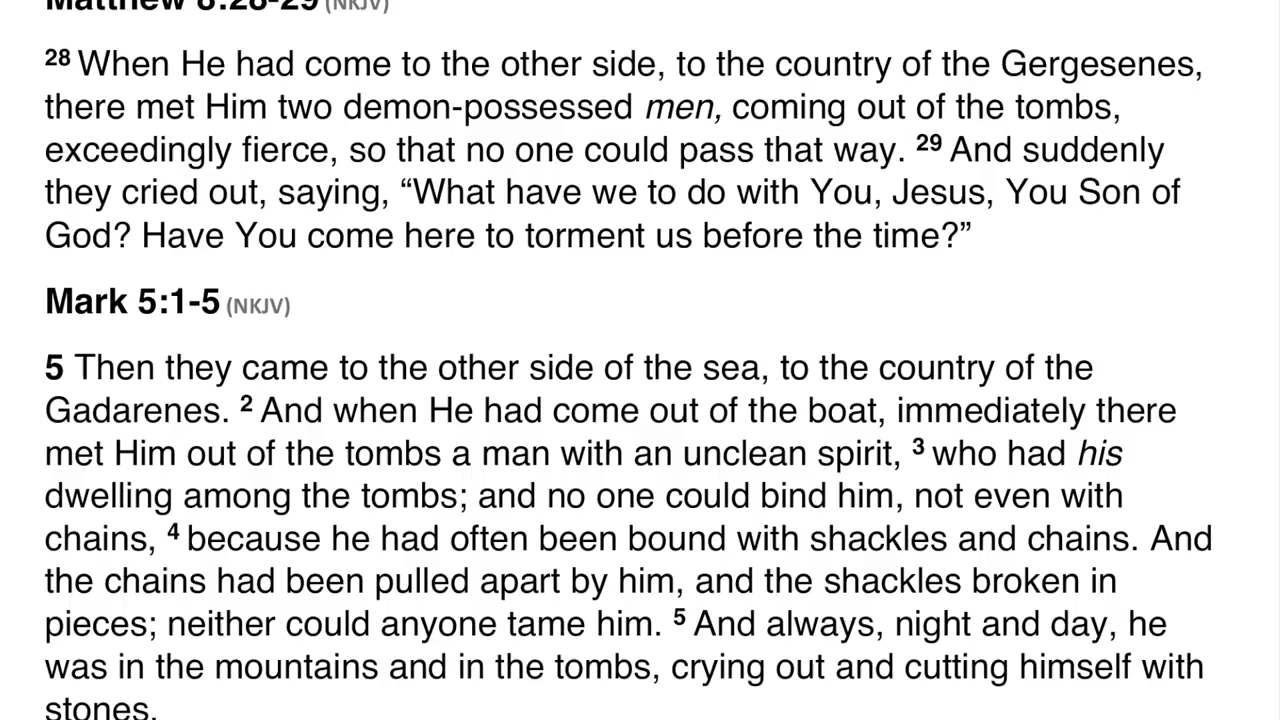 Matthew 8:28-29 (NKJV)
28 When He had come to the other side, to the country of the Gergesenes,
there met Him two demon-possessed men, coming out of the tombs,
exceedingly fierce, so that no one could pass that way. 29 And suddenly
they cried out, saying, “What have we to do with You, Jesus, You Son of
God? Have You come here to torment us before the time?”
Mark 5:1-5 (NKJV)
5 Then they came to the other side of the sea, to the country of the
Gadarenes. 2 And when He had come out of the boat, immediately there
met Him out of the tombs a man with an unclean spirit, 3 who had his
dwelling among the tombs; and no one could bind him, not even with
chains, 4 because he had often been bound with shackles and chains. And
the chains had been pulled apart by him, and the shackles broken in
pieces; neither could anyone tame him. 5 And always, night and day, he
was in the mountains and in the tombs, crying out and cutting himself with
stones.